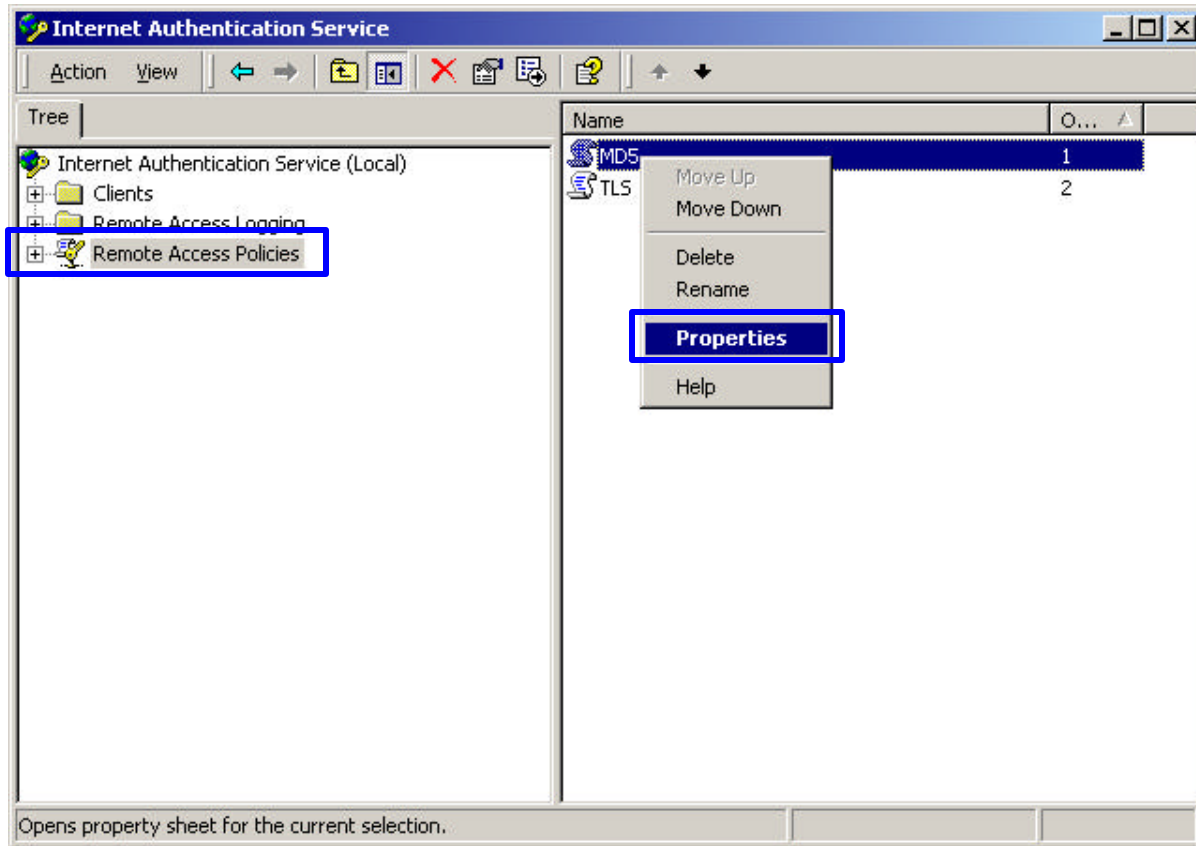 Internet Authentication Service
Action View
Tree
Name O...
Internet Authentication Service (Local)
Clients
Remote Access Logging
Remote Access Policies
MD5 1
TLS 2
Move Up
Move Down
Delete
Rename
Properties
Help
Opens property sheet for the current selection.